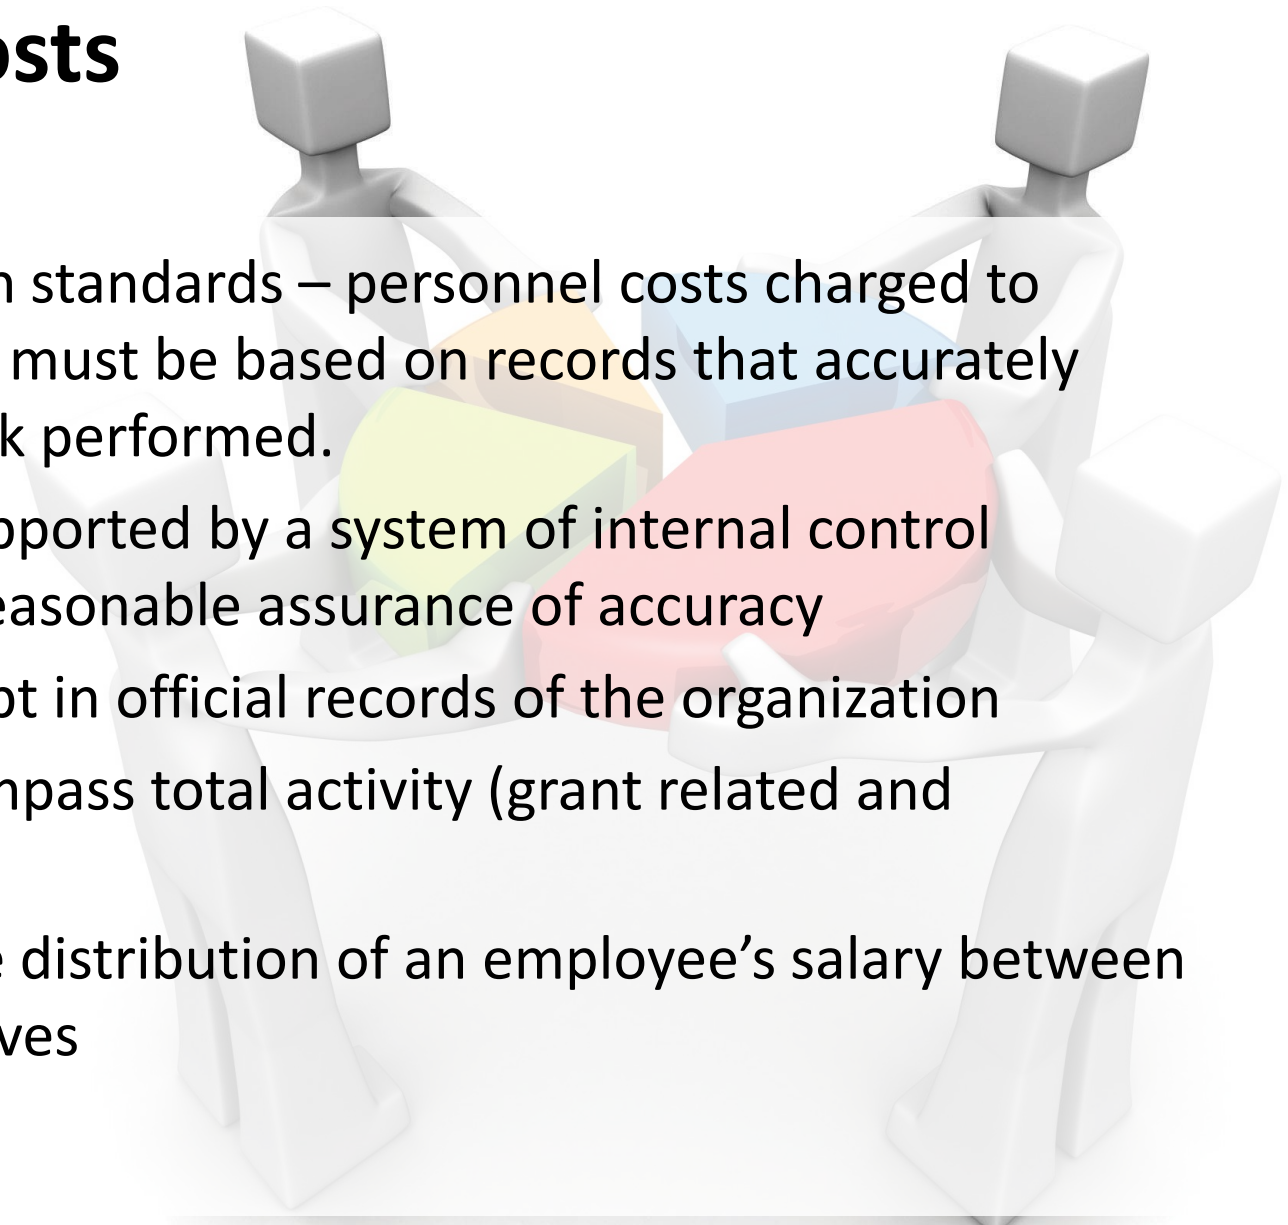 osts
n standards – personnel costs charged to
must be based on records that accurately
k performed.
pported by a system of internal control
easonable assurance of accuracy
pt in official records of the organization
mpass total activity (grant related and
e distribution of an employee’s salary between
ves